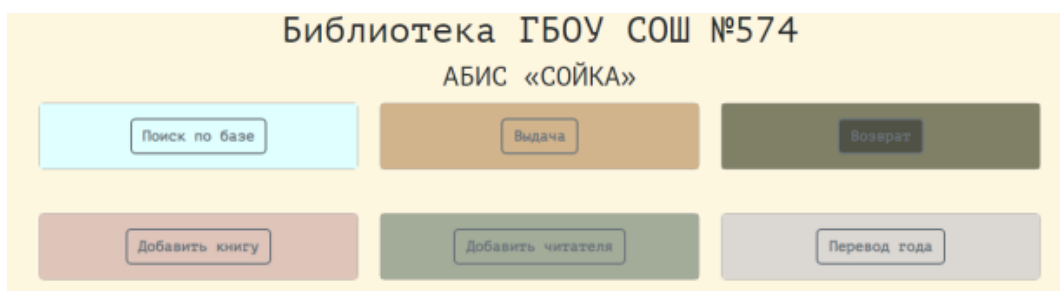 Библиотека ГБОУ СОШ №574
АБИС «СОЙКА»
Поиск по базе
Выдача
Возврат
Добавить книгу
Добавить читателя
Перевод года